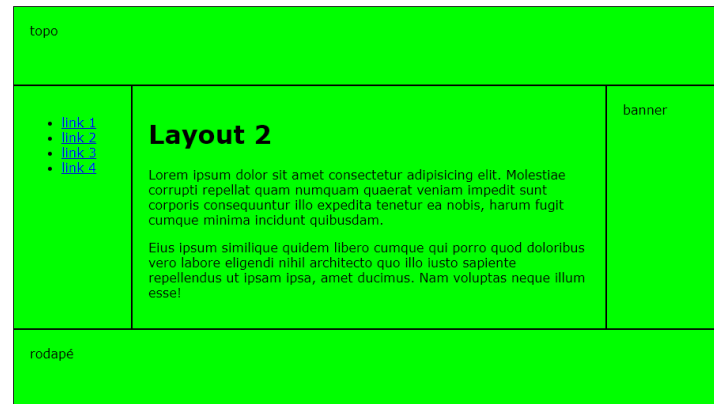 topo
link 1
link 2
link 3
link 4
Layout 2
Lorem ipsum dolor sit amet consectetur adipisicing elit. Molestiae
corrupti repellat quam numquam quaerat veniam impedit sunt
corporis consequuntur illo expedita tenetur ea nobis, harum fugit
cumque minima incidunt quibusdam.
Eius ipsum similique quidem libero cumque qui porro quod doloribus
vero labore eligendi nihil architecto quo illo iusto sapiente
repellendus ut ipsam ipsa, amet ducimus. Nam voluptas neque illum
esse!
banner
rodapé